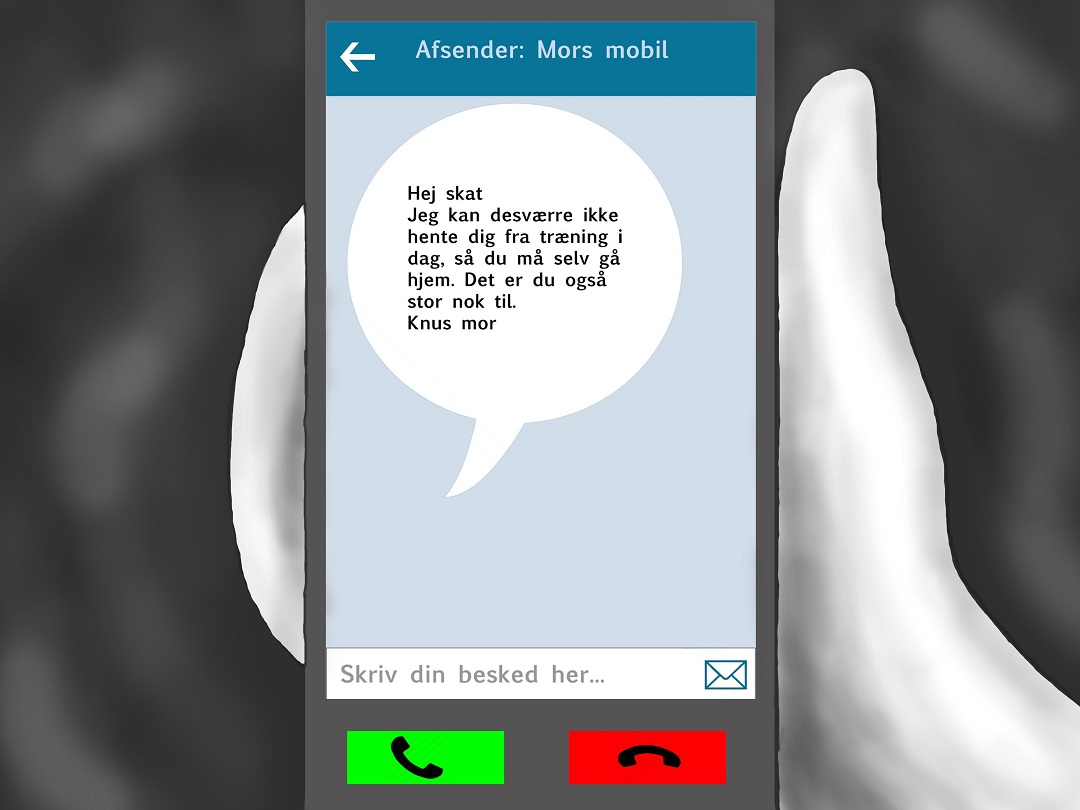 Afsender: Mors mobil
Hej skat
Jeg kan desværre ikke
hente dig fra træning i
dag, så du må selv gå
hjem. Det er du også
stor nok til.
Knus mor
Skriv din besked her...